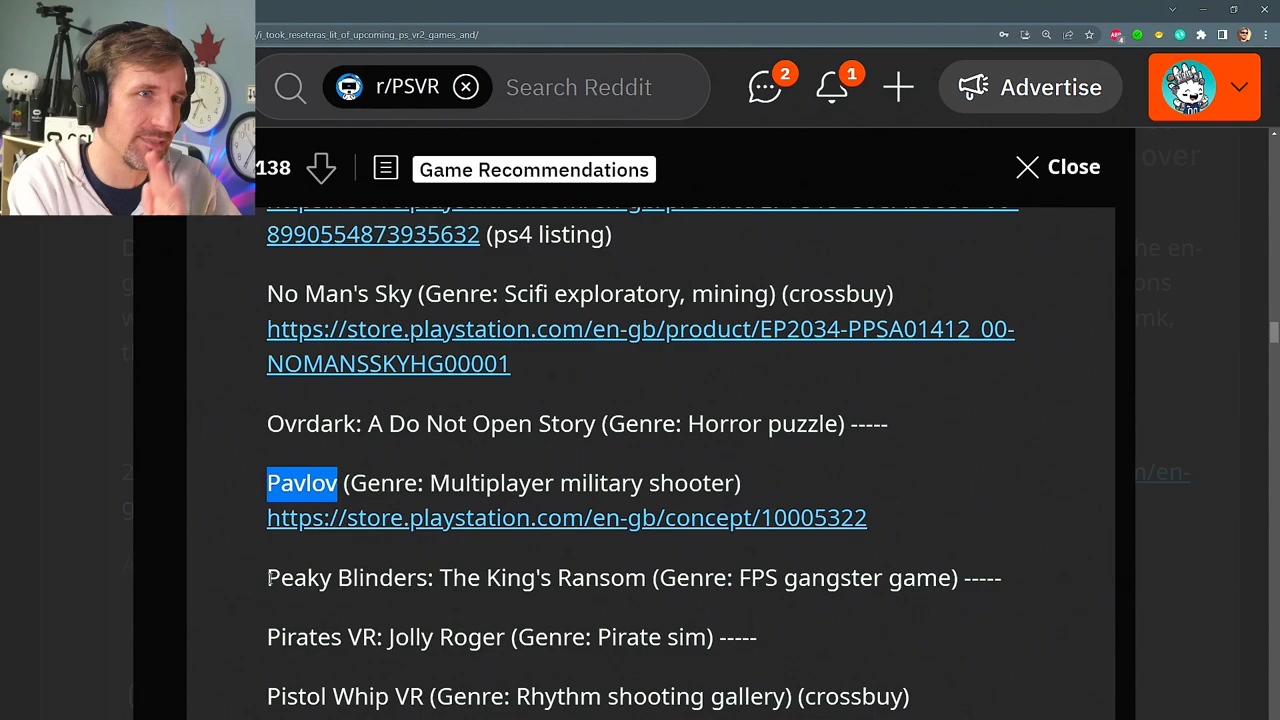 i_took_reseteras_lit_of_upcoming_ps_vr2_games_and/
r/PSVR
Search Reddit
2
1
Advertise
138
Game Recommendations
Close
8990554873935632 (ps4 listing)
No Man's Sky (Genre: Scifi exploratory, mining) (crossbuy)
https://store.playstation.com/en-gb/product/EP2034-PPSA01412_00-
NOMANSSKYHG00001
Ovrdark: A Do Not Open Story (Genre: Horror puzzle) -----
Pavlov (Genre: Multiplayer military shooter)
https://store.playstation.com/en-gb/concept/10005322
Peaky Blinders: The King's Ransom (Genre: FPS gangster game) -----
Pirates VR: Jolly Roger (Genre: Pirate sim) -----
Pistol Whip VR (Genre: Rhythm shooting gallery) (crossbuy)